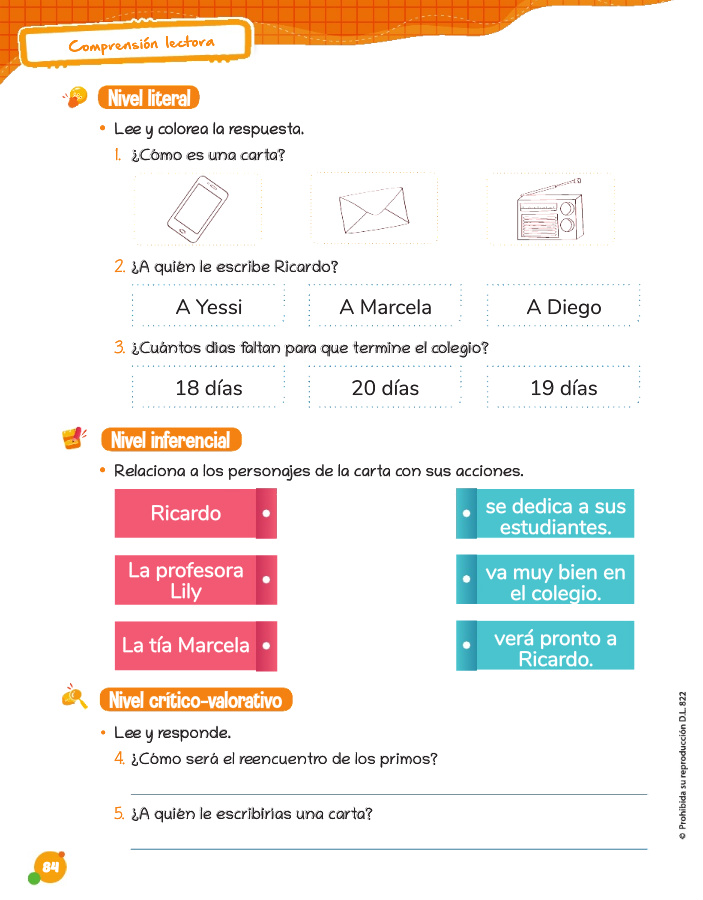 Comprensión lectora
Nivel literal
• Lee y colorea la respuesta.
1. ¿Cómo es una carta?
2. ¿A quién le escribe Ricardo?
A Yessi
A Marcela
A Diego
3. ¿Cuántos días faltan para que termine el colegio?
18 días
20 días
19 días
Nivel inferencial
• Relaciona a los personajes de la carta con sus acciones.
Ricardo
se dedica a sus
estudiantes.
La profesora
Lily
va muy bien en
el colegio.
La tía Marcela
verá pronto a
Ricardo.
Nivel crítico-valorativo
• Lee y responde.
4. ¿Cómo será el reencuentro de los primos?
5. ¿A quién le escribirías una carta?
84
© Prohibida su reproducción D.L. 822